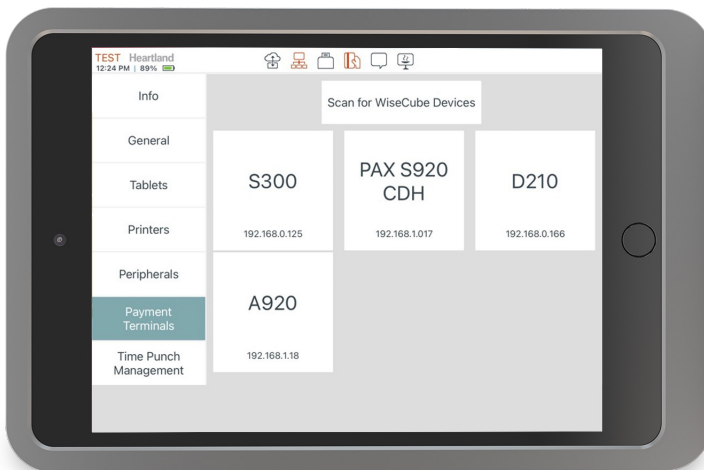 TEST Heartland
12:24 PM | 89%
Info
General
Tablets
Printers
Peripherals
Payment
Terminals
Time Punch
Management
Scan for WiseCube Devices
S300
192.168.0.125
PAX S920
CDH
192.168.1.017
D210
192.168.0.166
A920
192.168.1.18